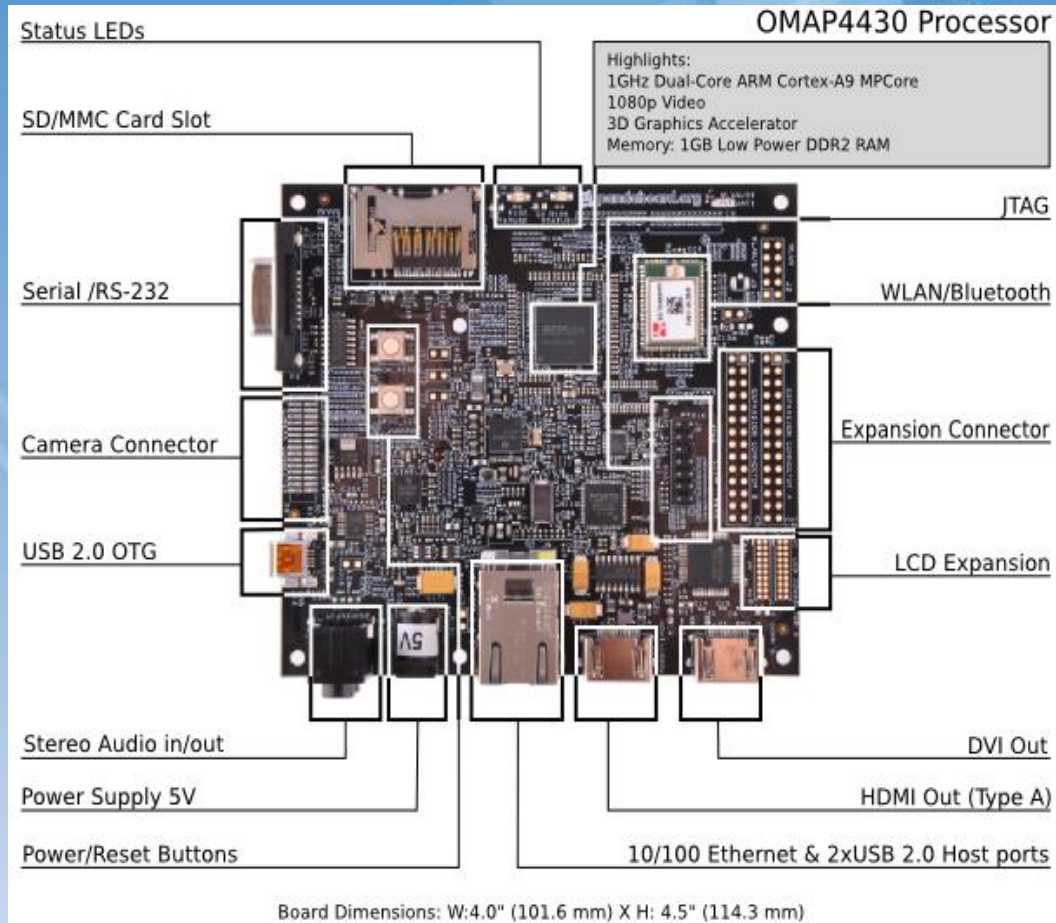 Status LEDs
OMAP4430 Processor
Highlights:
1GHz Dual-Core ARM Cortex-A9 MPCore
1080p Video
3D Graphics Accelerator
Memory: 1GB Low Power DDR2 RAM
SD/MMC Card Slot
pandaboard.org
JTAG
Serial /RS-232
WLAN/Bluetooth
Camera Connector
Expansion Connector
USB 2.0 OTG
LCD Expansion
5V
Stereo Audio in/out
DVI Out
Power Supply 5V
HDMI Out (Type A)
Power/Reset Buttons
10/100 Ethernet & 2xUSB 2.0 Host ports
Board Dimensions: W:4.0" (101.6 mm) X H: 4.5" (114.3 mm)